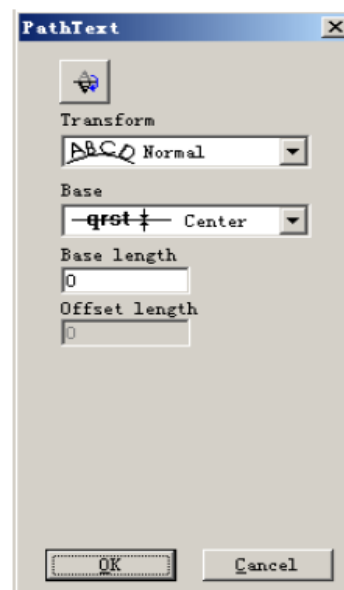 PathText
Transform
ABCD Normal
Base
qrst Center
Base length
0
Offset length
0
OK
Cancel